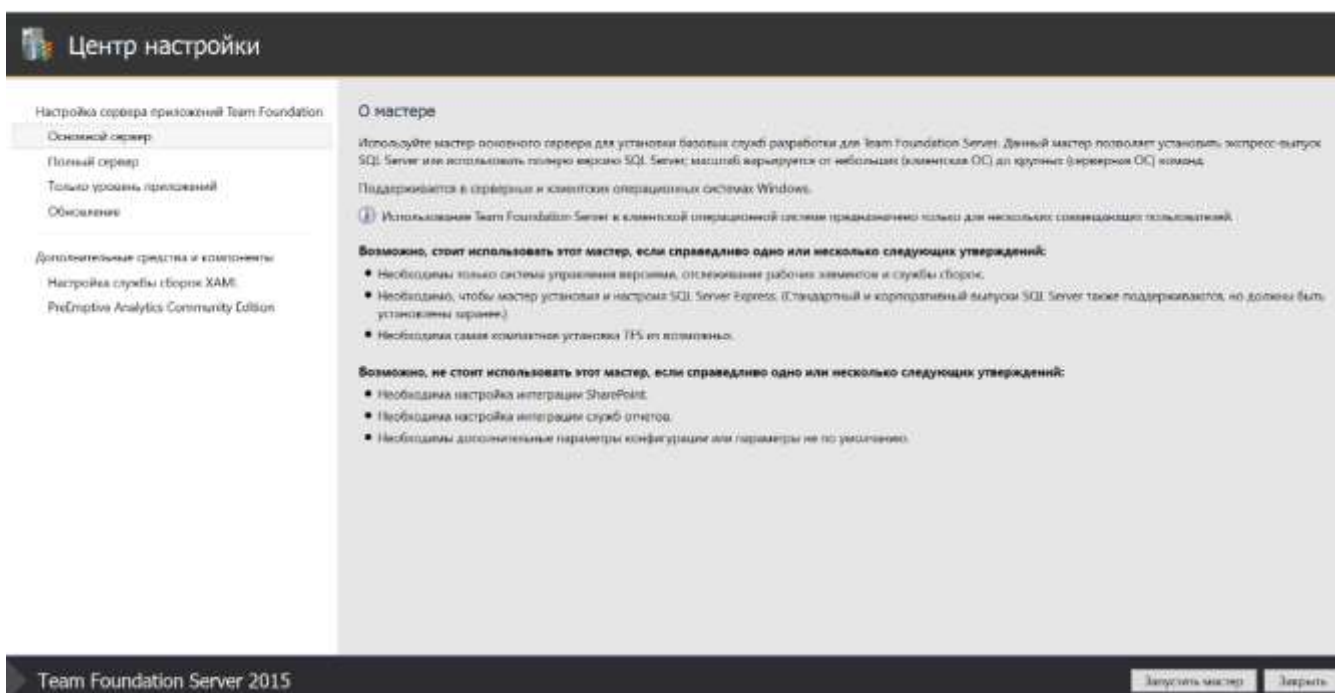 Центр настройки
Настройка сервера приложений Team Foundation
Основной сервер
Полный сервер
Только уровень приложений
Обновление
Дополнительные средства и компоненты
Настройка службы сборок XAML
PreEmptive Analytics Community Edition
О мастере
Используйте мастер основного сервера для установки базовых служб разработки для Team Foundation Server. Данный мастер позволяет установить экспресс-выпуск
SQL Server или использовать полную версию SQL Server; масштаб варьируется от небольших (клиентская ОС) до крупных (серверная ОС) команд.
Поддерживается в серверных и клиентских операционных системах Windows.
Использование Team Foundation Server в клиентской операционной системе предназначено только для нескольких совмещающих пользователей.
Возможно, стоит использовать этот мастер, если справедливо одно или несколько следующих утверждений:
• Необходимы только система управления версиями, отслеживание рабочих элементов и службы сборок.
• Необходимо, чтобы мастер установил и настроил SQL Server Express. (Стандартный и корпоративный выпуски SQL Server также поддерживаются, но должны быть
установлены заранее.)
• Необходима самая компактная установка TFS из возможных.
Возможно, не стоит использовать этот мастер, если справедливо одно или несколько следующих утверждений:
• Необходима настройка интеграции SharePoint.
• Необходима настройка интеграции служб отчетов.
• Необходимы дополнительные параметры конфигурации или параметры не по умолчанию.
Team Foundation Server 2015
Запустить мастер
Закрыть